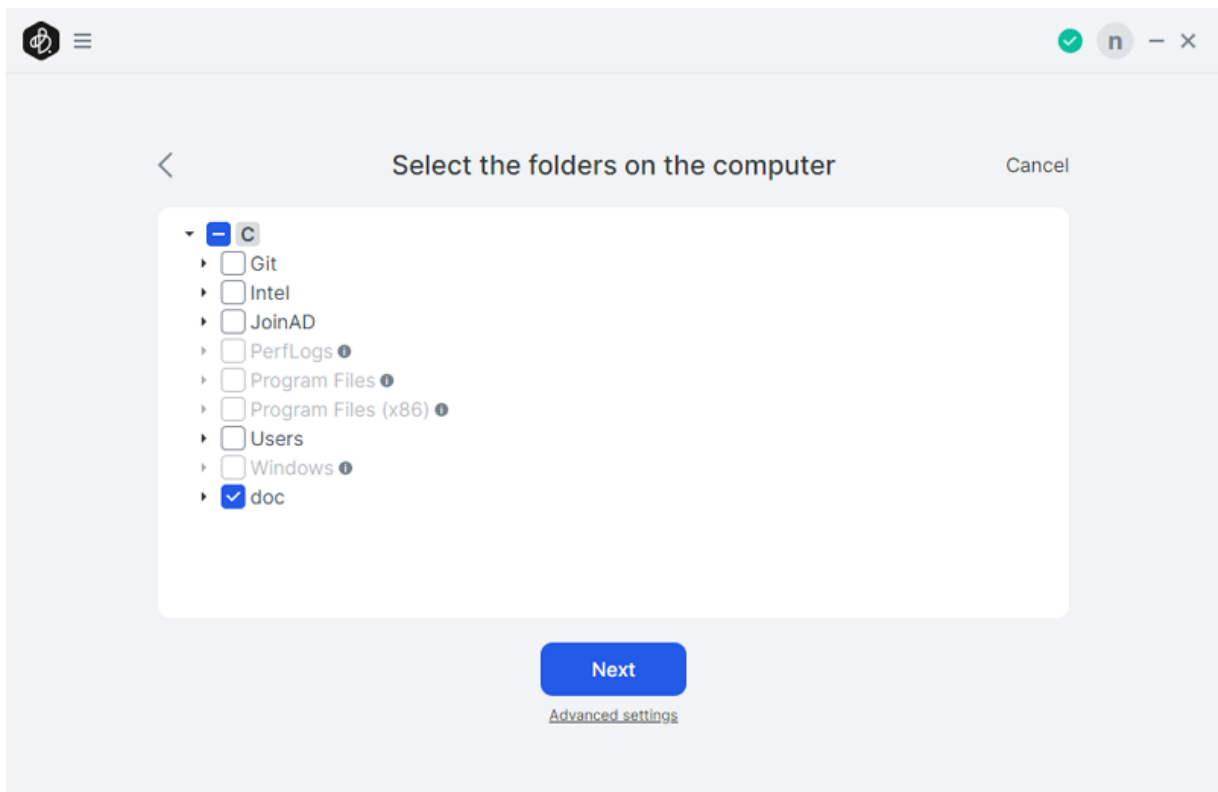 n
Select the folders on the computer
Cancel
C
Git
Intel
JoinAD
PerfLogs
Program Files
Program Files (x86)
Users
Windows
doc
Next
Advanced settings